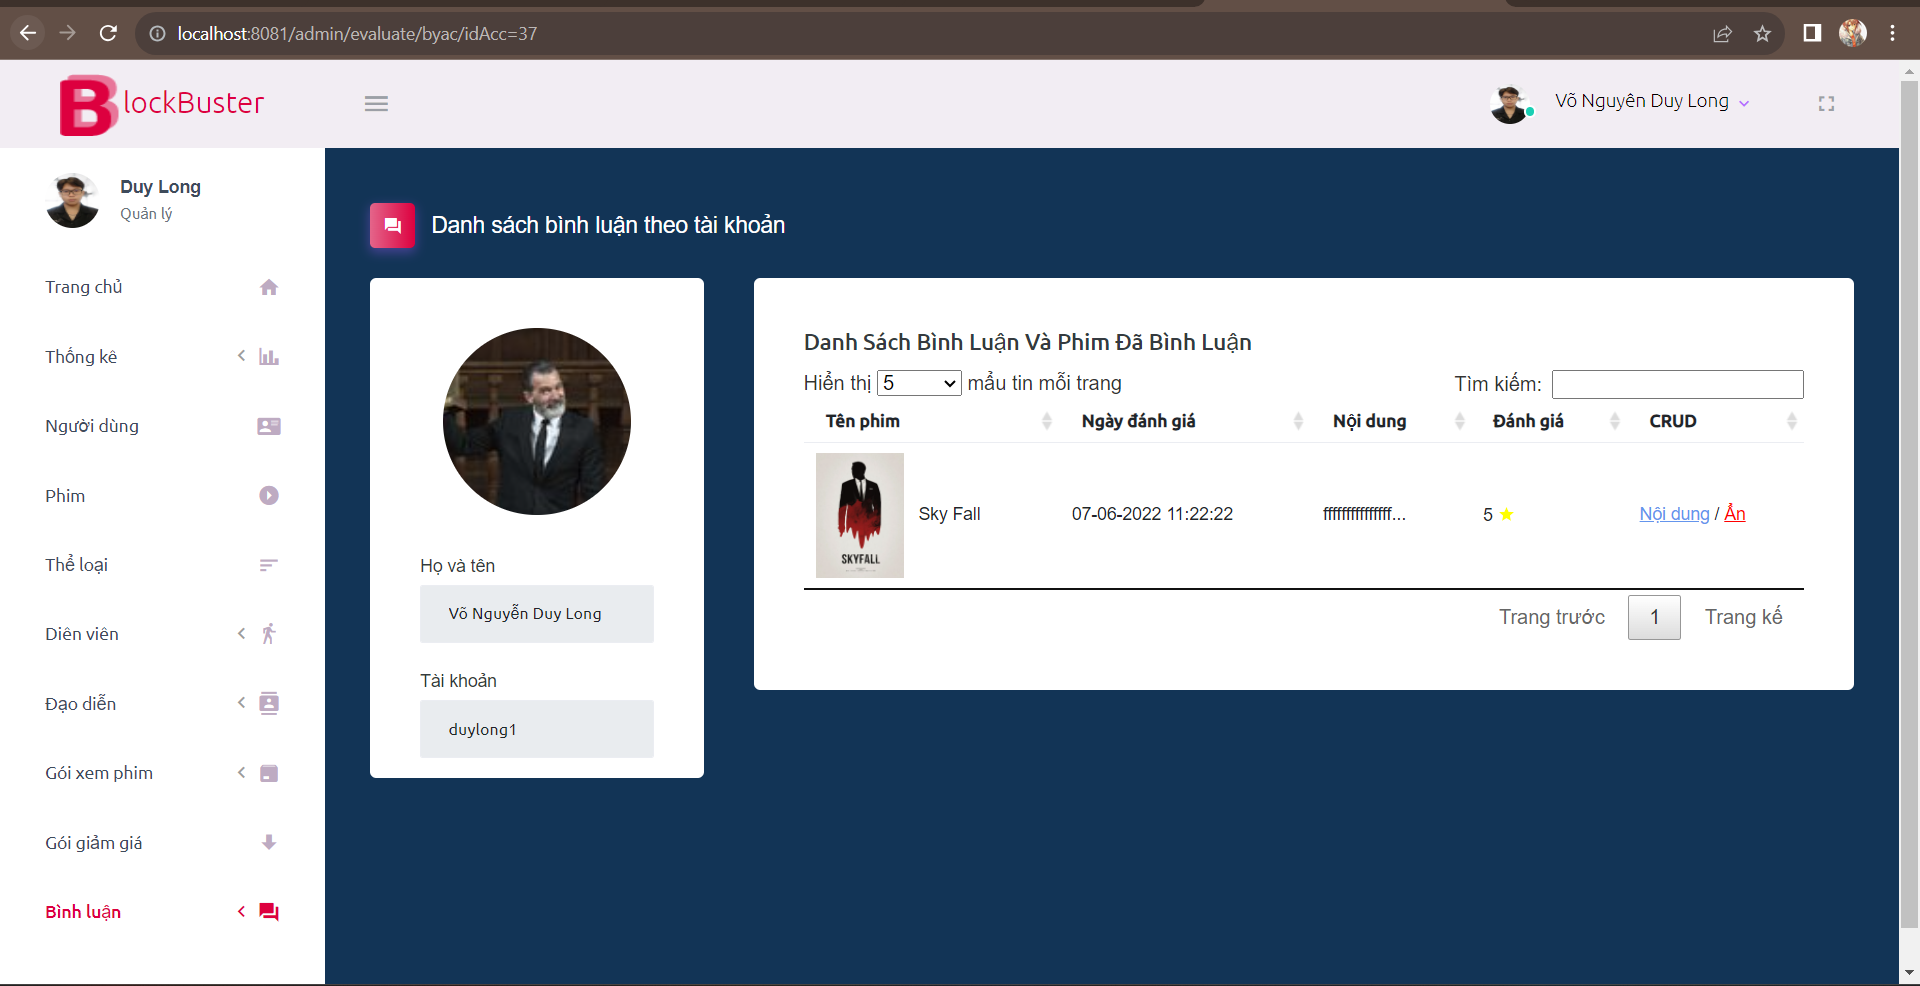 localhost:8081/admin/evaluate/byac/idAcc=37
BlockBuster
Võ Nguyên Duy Long
Duy Long
Quản lý
Trang chủ
Thống kê
Người dùng
Phim
Thể loại
Diên viên
Đạo diễn
Gói xem phim
Gói giảm giá
Bình luận
Danh sách bình luận theo tài khoản
Họ và tên
Võ Nguyễn Duy Long
Tài khoản
duylong1
Danh Sách Bình Luận Và Phim Đã Bình Luận
Hiển thị 5 mẩu tin mỗi trang
Tìm kiếm:
Tên phim Ngày đánh giá Nội dung Đánh giá CRUD
SKYFALL
Sky Fall 07-06-2022 11:22:22 fffffffffffffff... 5 ★ Nội dung / Ẩn
Trang trước 1 Trang kế